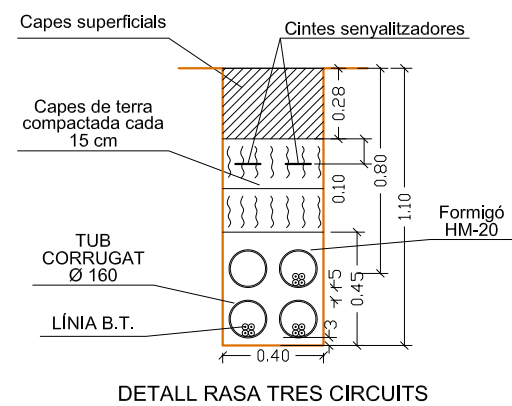 Capes superficials
Cintes senyalitzadores
Capes de terra
compactada cada
15 cm
0.28
0.10
0.80
1.10
Formigó
HM-20
TUB
CORRUGAT
Ø 160
5
0.45
LÍNIA B.T.
3
0.40
DETALL RASA TRES CIRCUITS